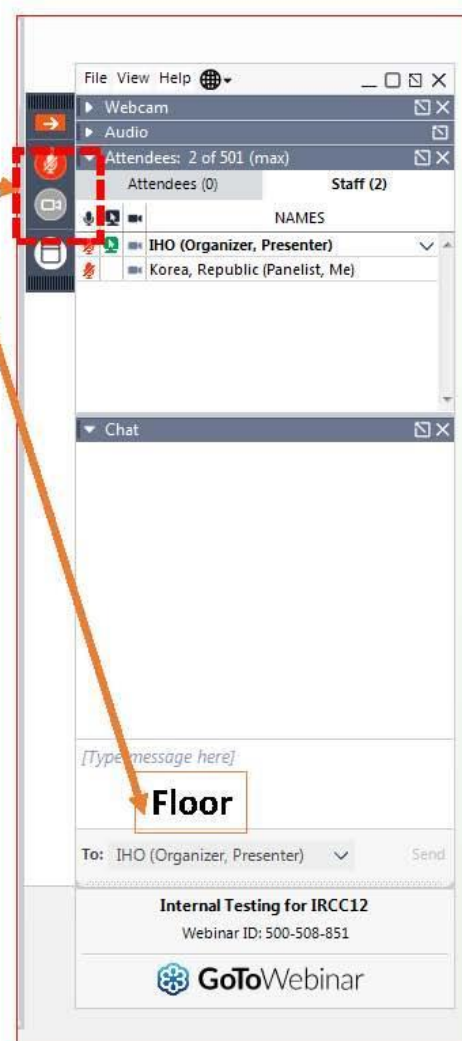 File View Help
Webcam
Audio
Attendees: 2 of 501 (max)
Attendees (0) Staff (2)
NAMES
IHO (Organizer, Presenter)
Korea, Republic (Panelist, Me)
Chat
[Type message here]
Floor
To: IHO (Organizer, Presenter) Send
Internal Testing for IRCC12
Webinar ID: 500-508-851
GoToWebinar